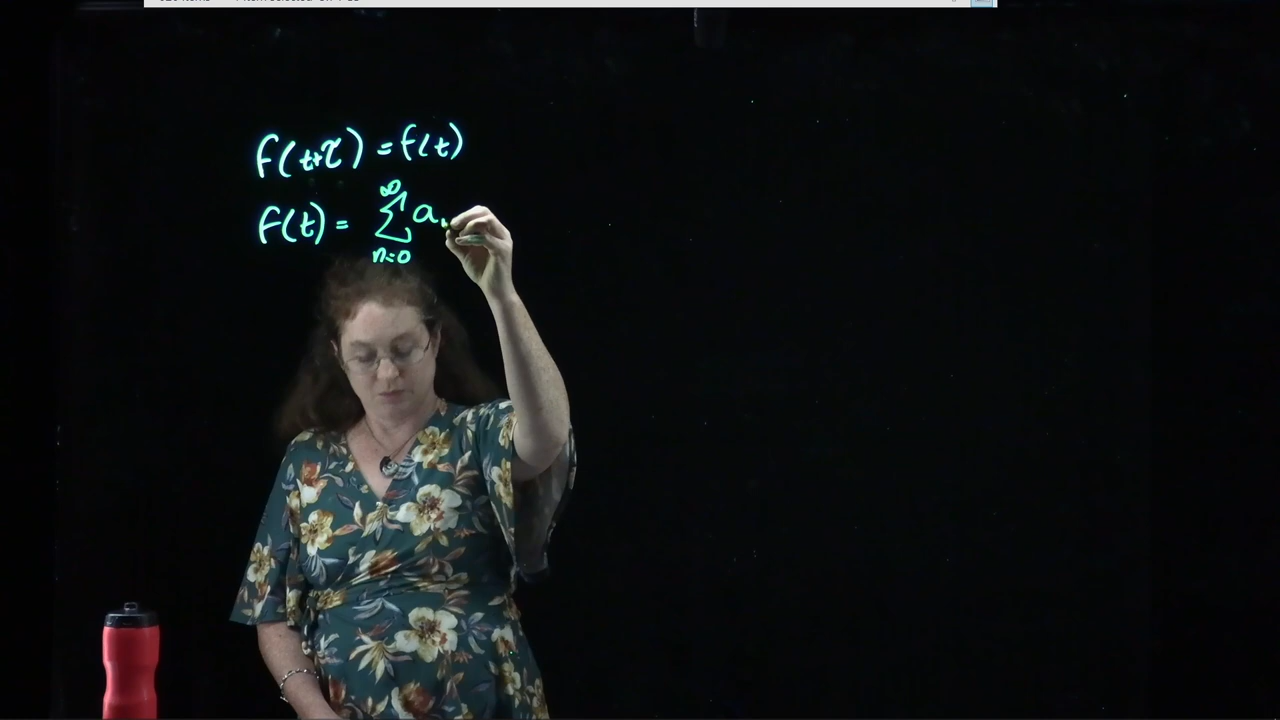 f(t+τ) = f(t)
f(t) = ∞ Σ n=0 a